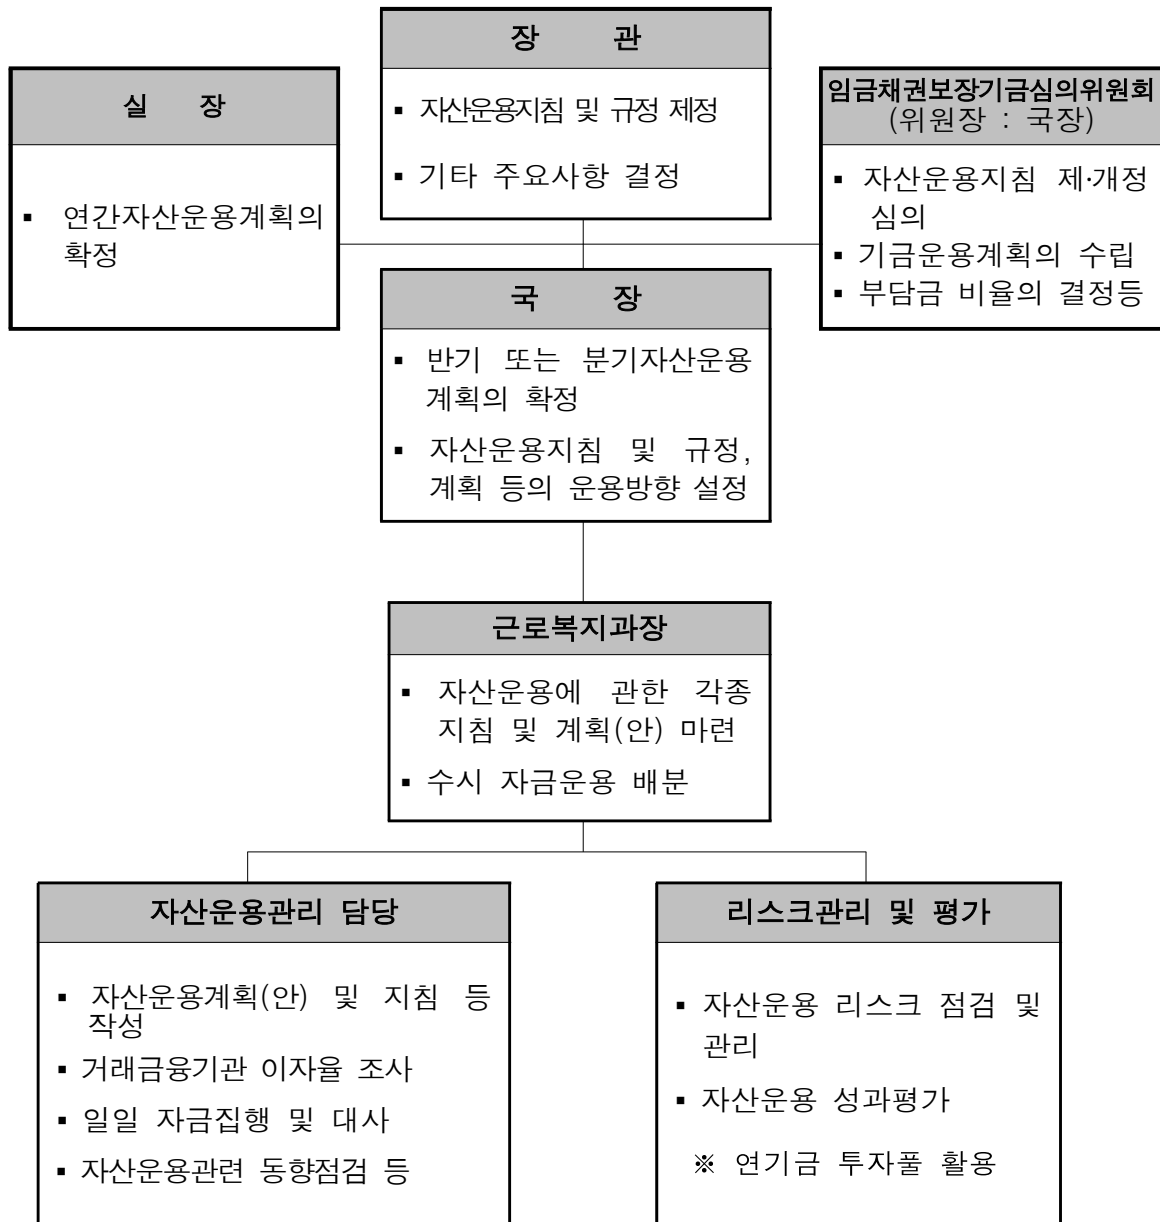 장 관
▪ 자산운용지침 및 규정 제정
▪ 기타 주요사항 결정
실 장
▪ 연간자산운용계획의
확정
임금채권보장기금심의위원회
(위원장 : 국장)
▪ 자산운용지침 제·개정
심의
▪ 기금운용계획의 수립
▪ 부담금 비율의 결정등
국 장
▪ 반기 또는 분기자산운용
계획의 확정
▪ 자산운용지침 및 규정,
계획 등의 운용방향 설정
근로복지과장
▪ 자산운용에 관한 각종
지침 및 계획(안) 마련
▪ 수시 자금운용 배분
자산운용관리 담당
▪ 자산운용계획(안) 및 지침 등
작성
▪ 거래금융기관 이자율 조사
▪ 일일 자금집행 및 대사
▪ 자산운용관련 동향점검 등
리스크관리 및 평가
▪ 자산운용 리스크 점검 및
관리
▪ 자산운용 성과평가
※ 연기금 투자풀 활용